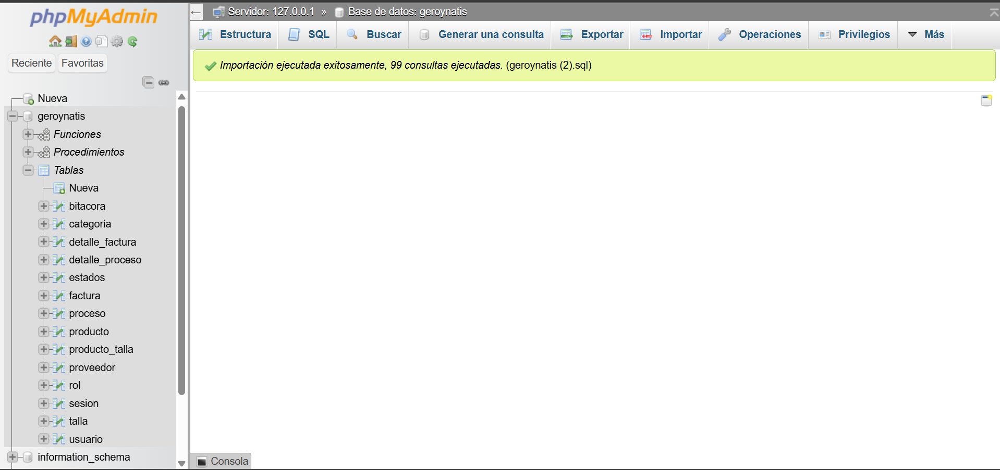 phpMyAdmin
Reciente Favoritas
Nueva
geroynatis
Funciones
Procedimientos
Tablas
Nueva
bitacora
categoria
detalle_factura
detalle_proceso
estados
factura
proceso
producto
producto_talla
proveedor
rol
sesion
talla
usuario
information_schema
Servidor: 127.0.0.1 » Base de datos: geroynatis
Estructura SQL Buscar Generar una consulta Exportar Importar Operaciones Privilegios Más
Importación ejecutada exitosamente, 99 consultas ejecutadas. (geroynatis (2).sql)
Consola